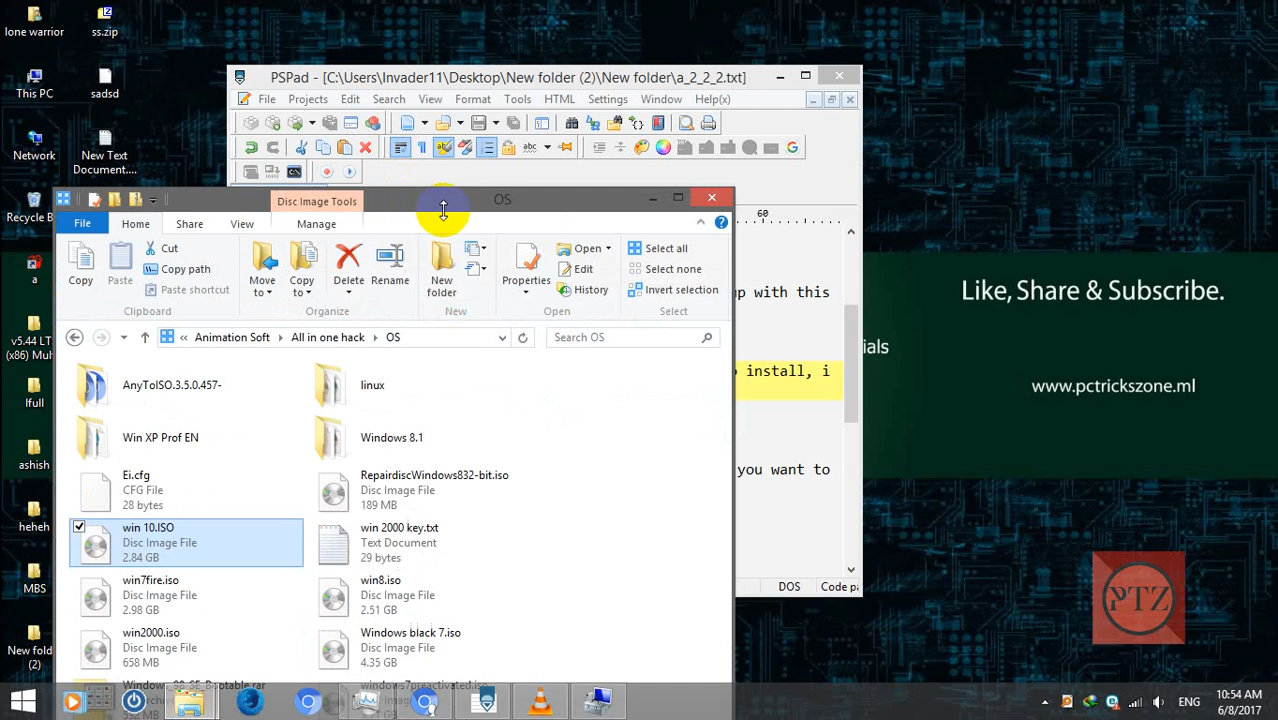 lone warrior
ss.zip
This PC
sadsd
Network
New Text
Document....
Recycle B
a
v5.44 LT
(x86) Mul
lfull
ashish
heheh
MBS
New fold
(2)
PSPad - [C:\Users\Invader11\Desktop\New folder (2)\New folder\a_2_2_2.txt]
File Projects Edit Search View Format Tools HTML Settings Window Help(x)
60
up with this
install, i
you want to
DOS Code pa
Disc Image Tools
OS
File Home Share View Manage
Copy
Paste
Cut
Copy path
Paste shortcut
Clipboard
Move
to
Copy
to
Delete
Rename
Organize
New
folder
New
Properties
Open
Edit
History
Open
Select all
Select none
Invert selection
Select
« Animation Soft All in one hack OS
Search OS
AnyToISO.3.5.0.457-
linux
Win XP Prof EN
Windows 8.1
Ei.cfg
CFG File
28 bytes
RepairdiscWindows832-bit.iso
Disc Image File
189 MB
win 10.ISO
Disc Image File
2.84 GB
win 2000 key.txt
Text Document
29 bytes
win7fire.iso
Disc Image File
2.98 GB
win8.iso
Disc Image File
2.51 GB
win2000.iso
Disc Image File
658 MB
Windows black 7.iso
Disc Image File
4.35 GB
Like, Share & Subscribe.
ials
www.pctrickszone.ml
PTZ
ENG
10:54 AM
6/8/2017